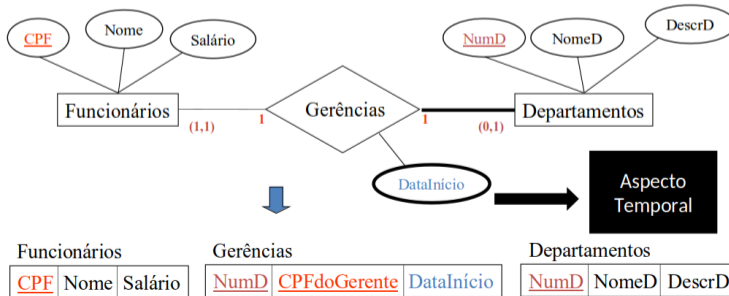 CPF
Nome
Salário
NumD
NomeD
DescrD
Funcionários
Gerências
Departamentos
(1,1)
1
1
(0,1)
DataInício
Aspecto
Temporal
Funcionários
CPF Nome Salário
Gerências
NumD CPFdoGerente DataInício
Departamentos
NumD NomeD DescrD